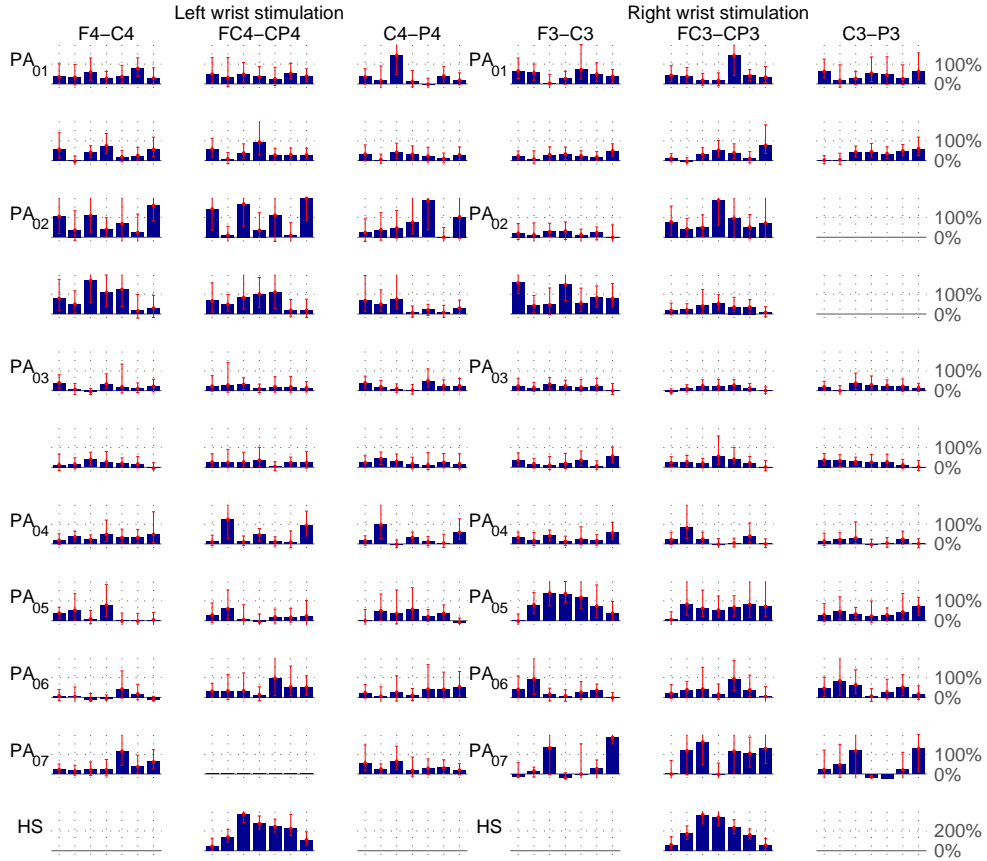 Left wrist stimulation Right wrist stimulation
F4−C4 FC4−CP4 C4−P4 F3−C3 FC3−CP3 C3−P3
PA01 PA01 100%
0%
100%
0%
PA02 PA02 100%
0%
100%
0%
PA03 PA03 100%
0%
100%
0%
PA04 PA04 100%
0%
PA05 PA05 100%
0%
PA06 PA06 100%
0%
PA07 PA07 100%
0%
HS HS 200%
0%